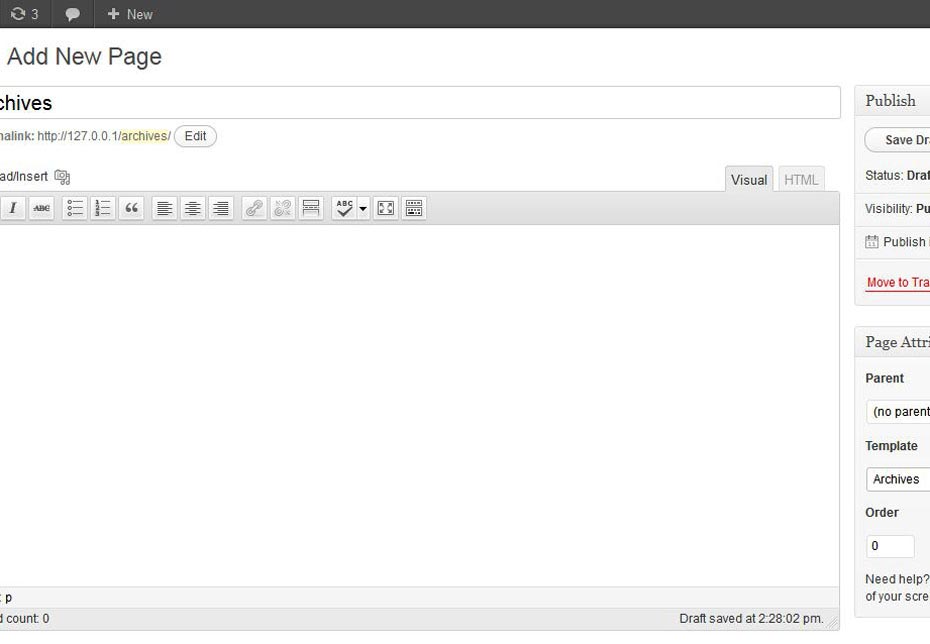 3 New
Add New Page
chives
nalink: http://127.0.0.1/archives/ Edit
ad/Insert
Visual HTML
I ABC ABC
p
d count: 0
Draft saved at 2:28:02 pm.
Publish
Save Dr
Status: Draf
Visibility: Pu
Publish
Move to Tra
Page Attri
Parent
(no parent
Template
Archives
Order
0
Need help?
of your scre